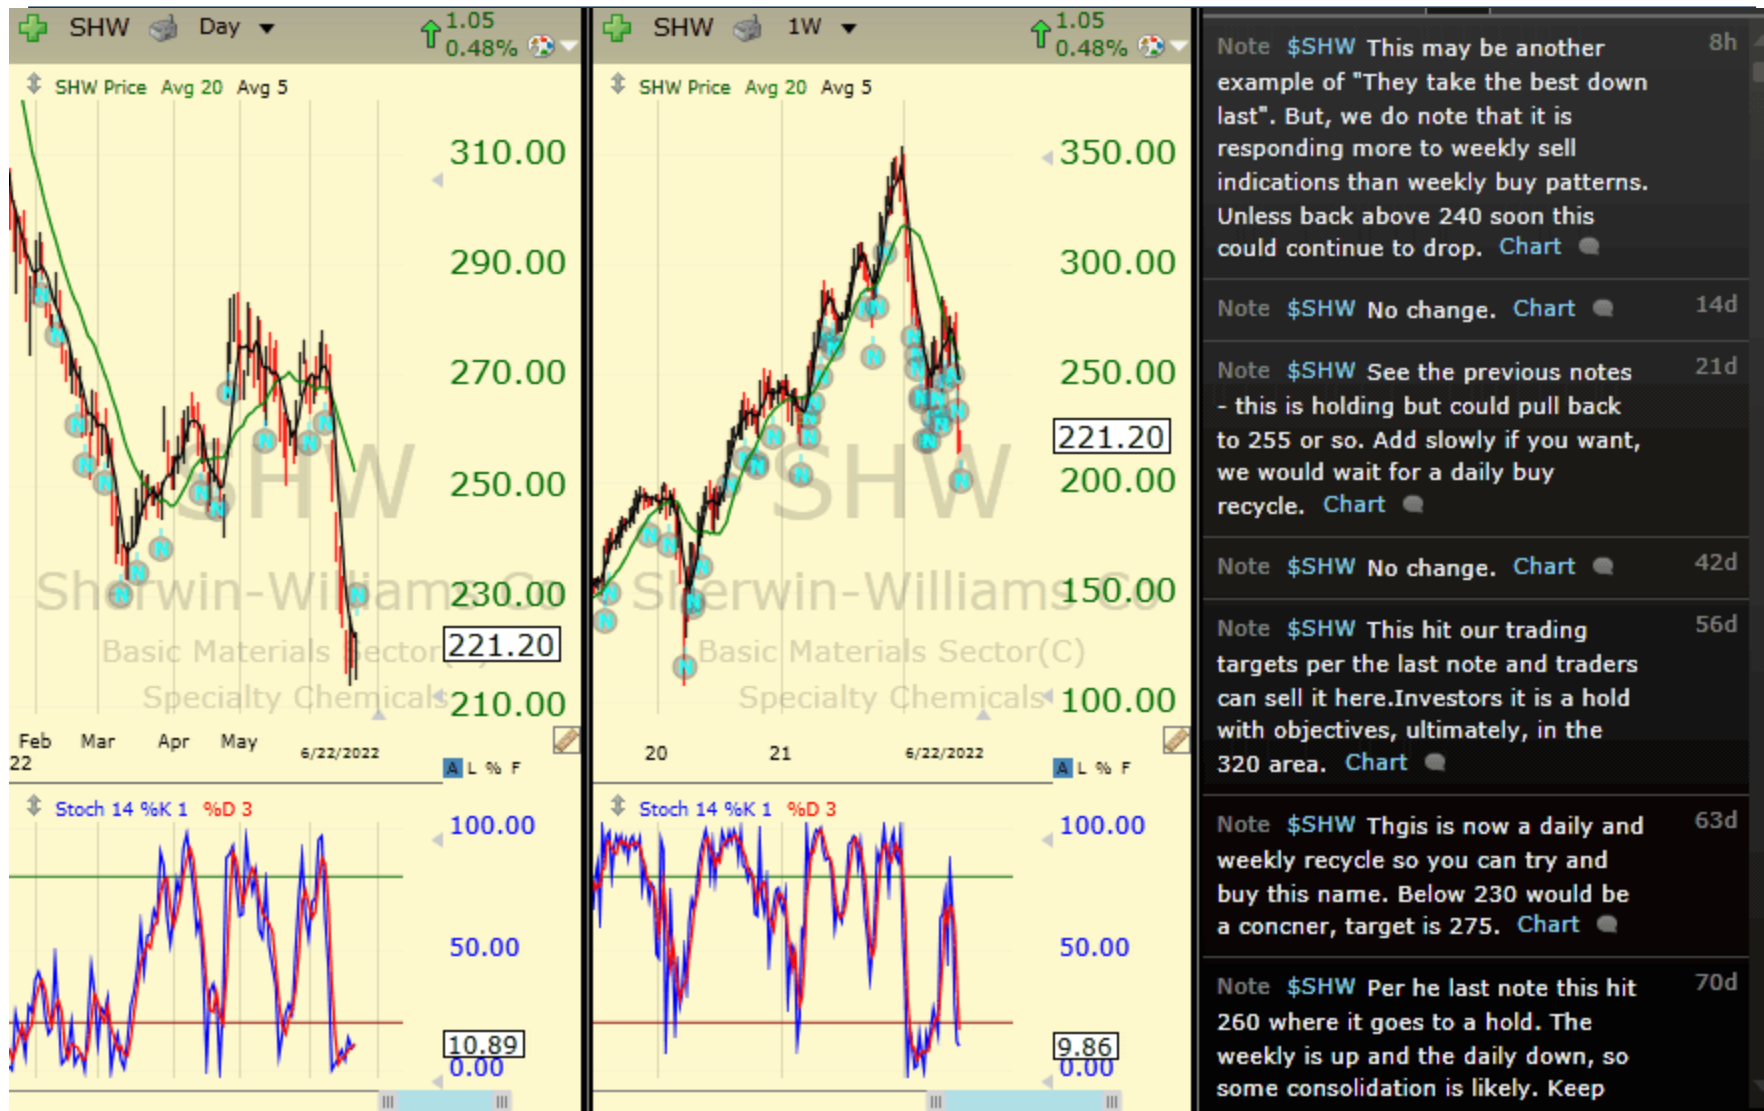 SHW Day
1.05
0.48%
SHW Price Avg 20 Avg 5
310.00
290.00
270.00
250.00
230.00
221.20
210.00
SHW
Sherwin-Williams Co
Basic Materials Sector
Specialty Chemicals
Feb Mar Apr May 6/22/2022
22
A L % F
Stoch 14 %K 1 %D 3
100.00
50.00
10.89
0.00
SHW 1W
1.05
0.48%
SHW Price Avg 20 Avg 5
350.00
300.00
250.00
221.20
200.00
150.00
100.00
SHW
Sherwin-Williams Co
Basic Materials Sector(C)
Specialty Chemicals
20 21 6/22/2022
A L % F
Stoch 14 %K 1 %D 3
100.00
50.00
9.86
0.00
Note $SHW This may be another 8h
example of "They take the best down
last". But, we do note that it is
responding more to weekly sell
indications than weekly buy patterns.
Unless back above 240 soon this
could continue to drop. Chart
Note $SHW No change. Chart 14d
Note $SHW See the previous notes 21d
- this is holding but could pull back
to 255 or so. Add slowly if you want,
we would wait for a daily buy
recycle. Chart
Note $SHW No change. Chart 42d
Note $SHW This hit our trading 56d
targets per the last note and traders
can sell it here.Investors it is a hold
with objectives, ultimately, in the
320 area. Chart
Note $SHW Thgis is now a daily and 63d
weekly recycle so you can try and
buy this name. Below 230 would be
a concner, target is 275. Chart
Note $SHW Per he last note this hit 70d
260 where it goes to a hold. The
weekly is up and the daily down, so
some consolidation is likely. Keep